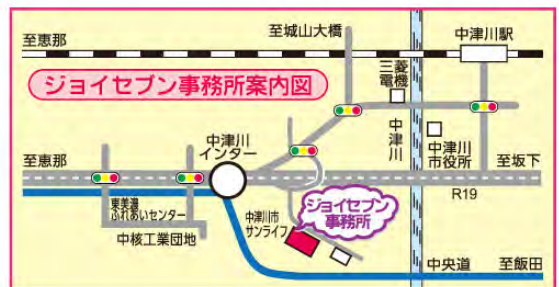 至恵那
至城山大橋
中津川駅
ジョイセブン事務所案内図
三菱
電機
中津川
中津川
市役所
中津川
インター
至恵那
至坂下
R19
東美濃
ふれあいセンター
中核工業団地
中津川市
サンライフ
ジョイセブン
事務所
中央道
至飯田